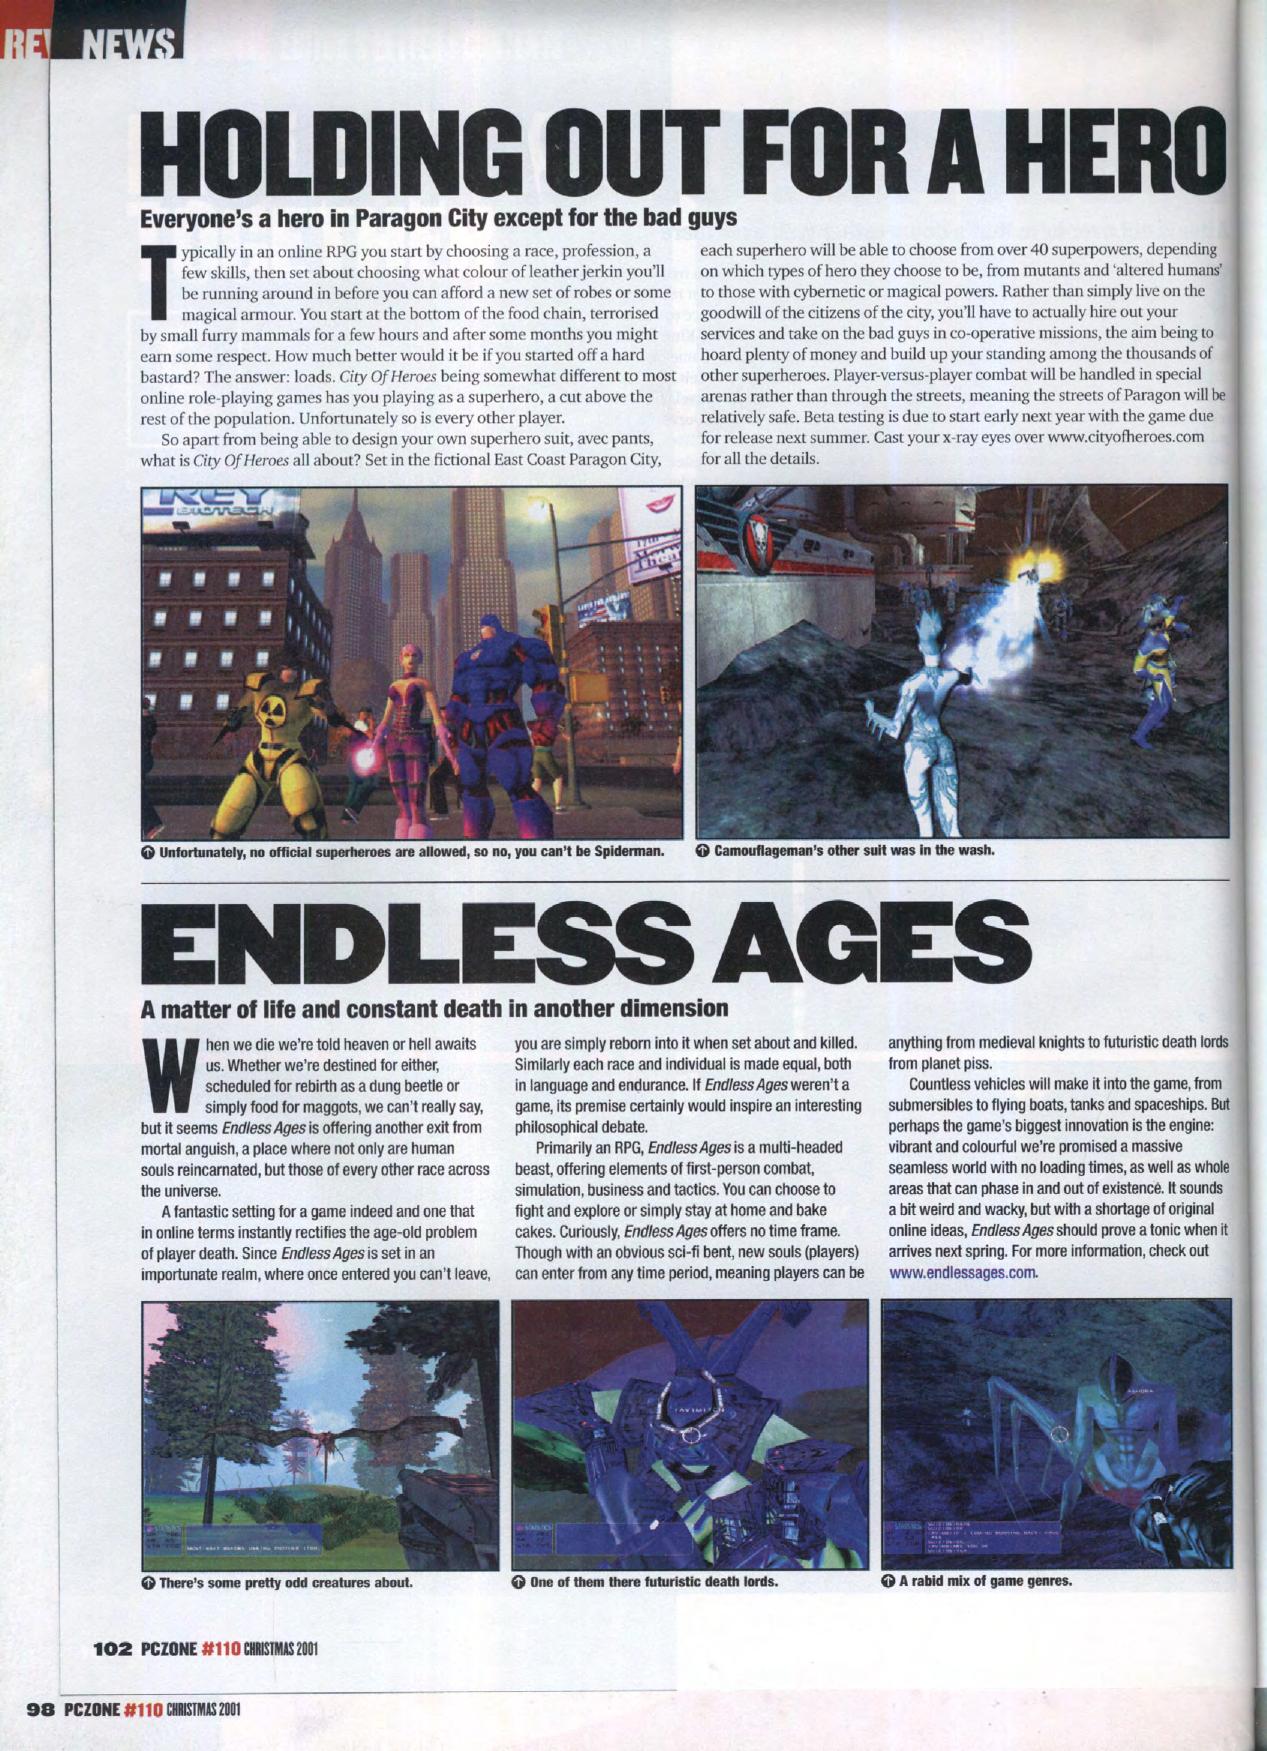 REV NEWS
HOLDING OUT FOR A HERO
Everyone's a hero in Paragon City except for the bad guys
Typically in an online RPG you start by choosing a race, profession, a
few skills, then set about choosing what colour of leather jerkin you'll
be running around in before you can afford a new set of robes or some
magical armour. You start at the bottom of the food chain, terrorised
by small furry mammals for a few hours and after some months you might
earn some respect. How much better would it be if you started off a hard
bastard? The answer: loads. City Of Heroes being somewhat different to most
online role-playing games has you playing as a superhero, a cut above the
rest of the population. Unfortunately so is every other player.
So apart from being able to design your own superhero suit, avec pants,
what is City Of Heroes all about? Set in the fictional East Coast Paragon City,
each superhero will be able to choose from over 40 superpowers, depending
on which types of hero they choose to be, from mutants and 'altered humans'
to those with cybernetic or magical powers. Rather than simply live on the
goodwill of the citizens of the city, you'll have to actually hire out your
services and take on the bad guys in co-operative missions, the aim being to
hoard plenty of money and build up your standing among the thousands of
other superheroes. Player-versus-player combat will be handled in special
arenas rather than through the streets, meaning the streets of Paragon will be
relatively safe. Beta testing is due to start early next year with the game due
for release next summer. Cast your x-ray eyes over www.cityofheroes.com
for all the details.
REY
BIOTECH
Unfortunately, no official superheroes are allowed, so no, you can't be Spiderman.
Camouflageman's other suit was in the wash.
ENDLESS AGES
A matter of life and constant death in another dimension
When we die we're told heaven or hell awaits
us. Whether we're destined for either,
scheduled for rebirth as a dung beetle or
simply food for maggots, we can't really say,
but it seems Endless Ages is offering another exit from
mortal anguish, a place where not only are human
souls reincarnated, but those of every other race across
the universe.
A fantastic setting for a game indeed and one that
in online terms instantly rectifies the age-old problem
of player death. Since Endless Ages is set in an
importunate realm, where once entered you can't leave,
you are simply reborn into it when set about and killed.
Similarly each race and individual is made equal, both
in language and endurance. If Endless Ages weren't a
game, its premise certainly would inspire an interesting
philosophical debate.
Primarily an RPG, Endless Ages is a multi-headed
beast, offering elements of first-person combat,
simulation, business and tactics. You can choose to
fight and explore or simply stay at home and bake
cakes. Curiously, Endless Ages offers no time frame.
Though with an obvious sci-fi bent, new souls (players)
can enter from any time period, meaning players can be
anything from medieval knights to futuristic death lords
from planet piss.
Countless vehicles will make it into the game, from
submersibles to flying boats, tanks and spaceships. But
perhaps the game's biggest innovation is the engine:
vibrant and colourful we're promised a massive
seamless world with no loading times, as well as whole
areas that can phase in and out of existence. It sounds
a bit weird and wacky, but with a shortage of original
online ideas, Endless Ages should prove a tonic when it
arrives next spring. For more information, check out
www.endlessages.com.
There's some pretty odd creatures about.
One of them there futuristic death lords.
A rabid mix of game genres.
102 PCZONE #110 CHRISTMAS 2001
98 PCZONE #110 CHRISTMAS 2001